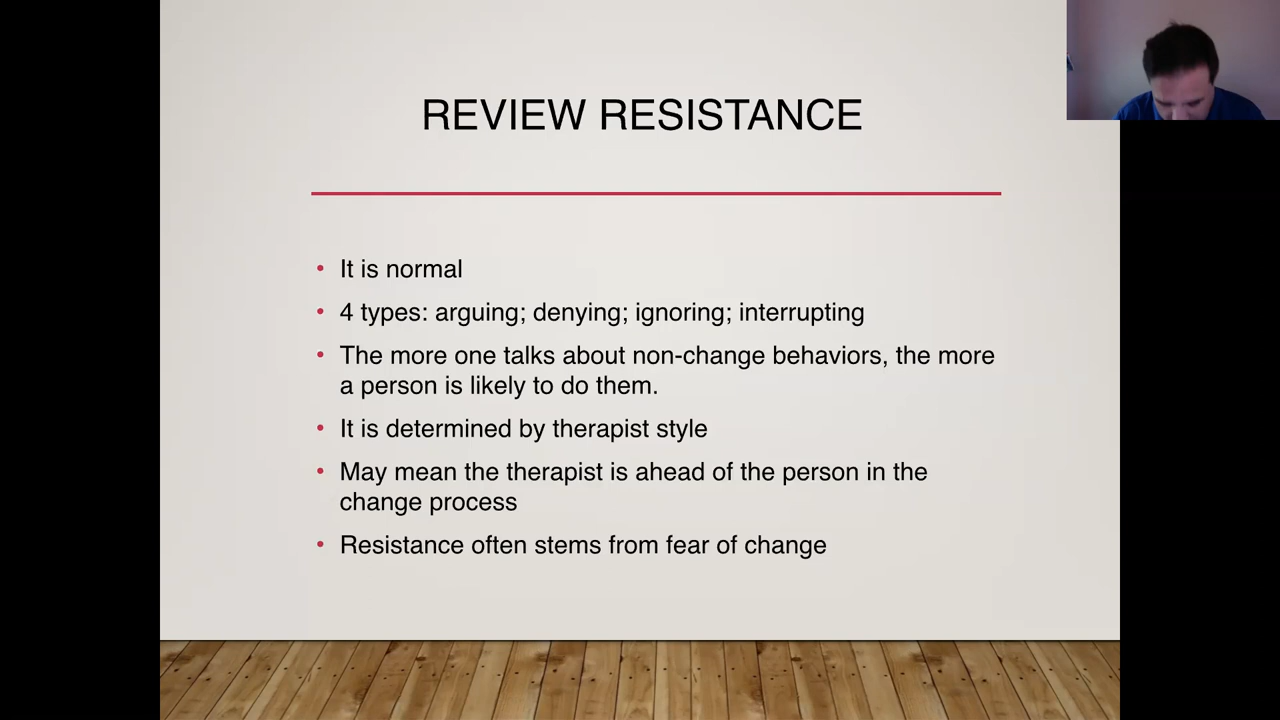 REVIEW RESISTANCE
• It is normal
• 4 types: arguing; denying; ignoring; interrupting
• The more one talks about non-change behaviors, the more
a person is likely to do them.
• It is determined by therapist style
• May mean the therapist is ahead of the person in the
change process
• Resistance often stems from fear of change